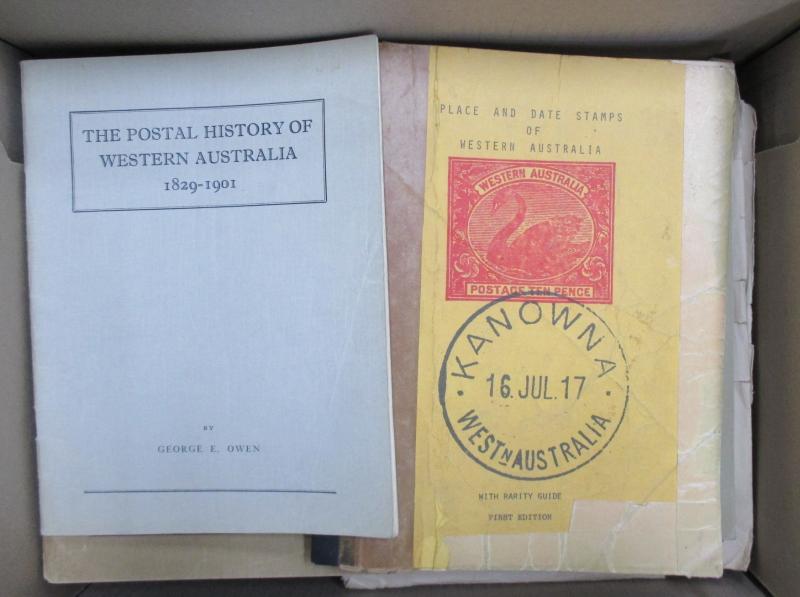 THE POSTAL HISTORY OF
WESTERN AUSTRALIA
1829-1901
BY
GEORGE E. OWEN
PLACE AND DATE STAMPS
OF
WESTERN AUSTRALIA
WESTERN AUSTRALIA
POSTAGE TEN PENCE
KANOWNA
16.JUL.17
WESTN AUSTRALIA
WITH RARITY GUIDE
FIRST EDITION